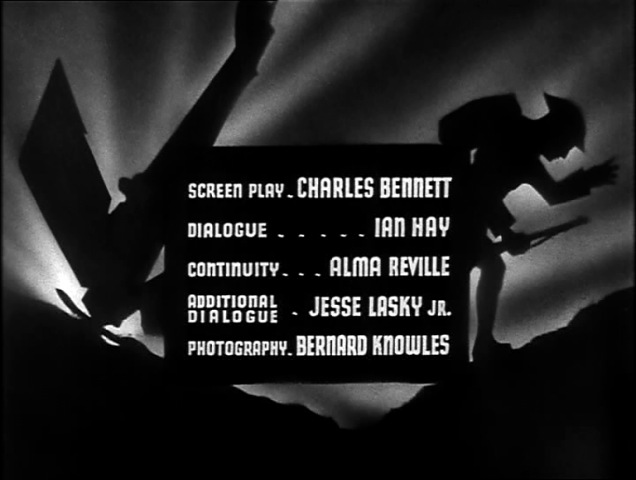 SCREEN PLAY. CHARLES BENNETT
DIALOGUE . . . . . IAN HAY
CONTINUITY . . . ALMA REVILLE
ADDITIONAL DIALOGUE . JESSE LASKY JR.
PHOTOGRAPHY. BERNARD KNOWLES